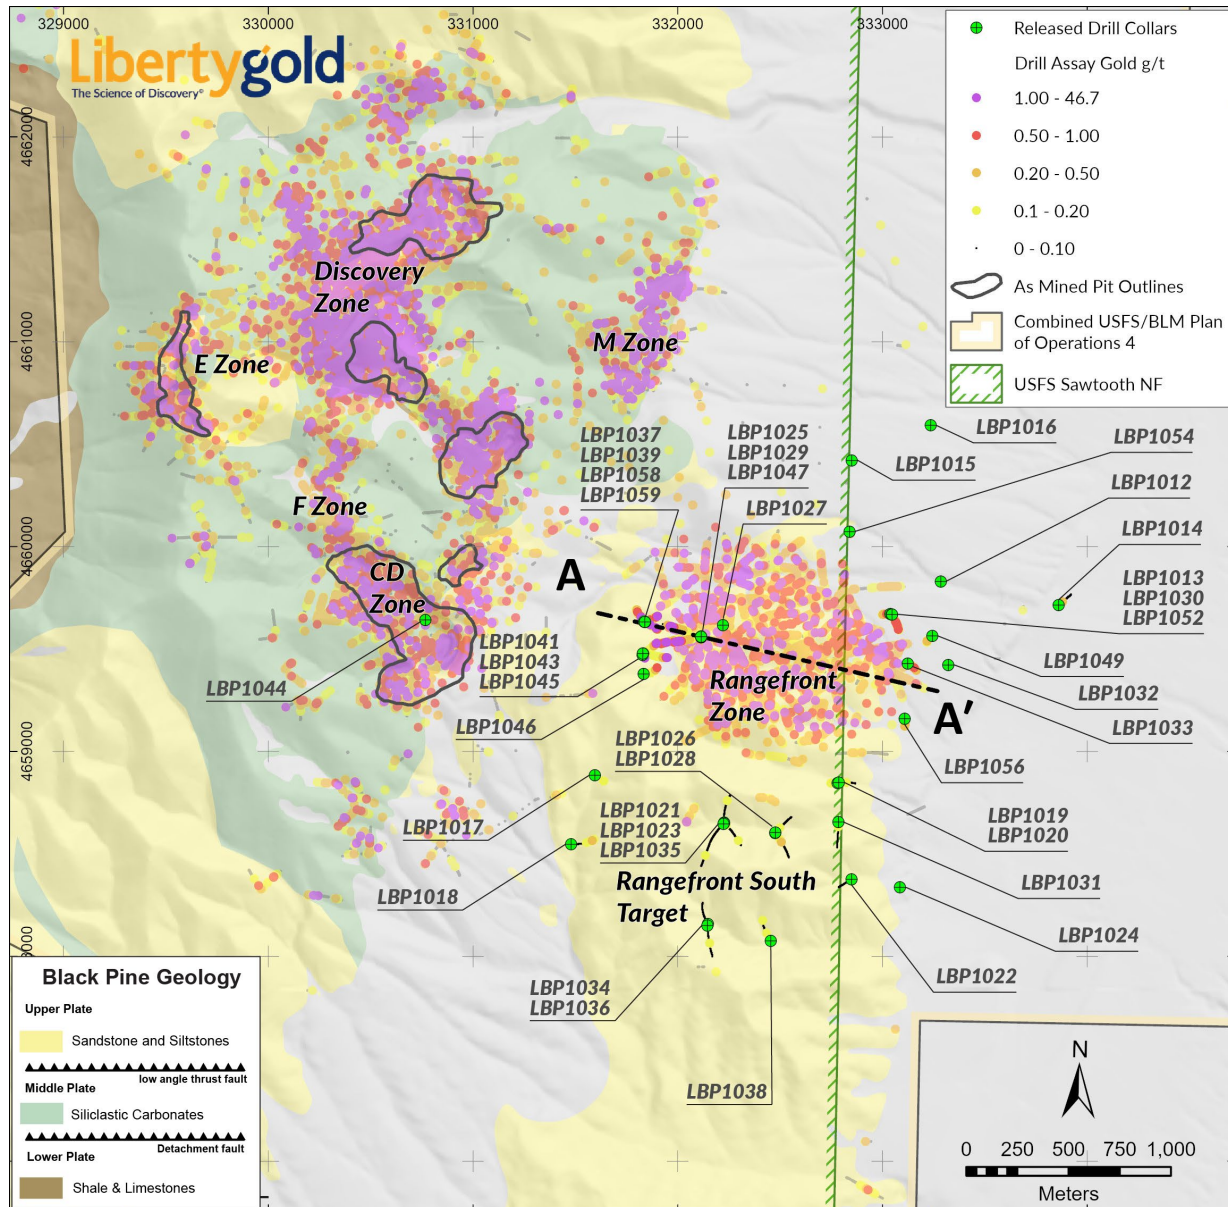 329000
330000
331000
332000
333000
Libertygold
The Science of Discovery®
4662000
4661000
4660000
4659000
000
Released Drill Collars
Drill Assay Gold g/t
1.00 - 46.7
0.50 - 1.00
0.20 - 0.50
0.1 - 0.20
0 - 0.10
As Mined Pit Outlines
Combined USFS/BLM Plan
of Operations 4
USFS Sawtooth NF
Discovery
Zone
E Zone
M Zone
F Zone
CD
Zone
Rangefront
Zone
Rangefront South
Target
A
A′
LBP1037
LBP1039
LBP1058
LBP1059
LBP1025
LBP1029
LBP1047
LBP1027
LBP1016
LBP1015
LBP1054
LBP1012
LBP1014
LBP1013
LBP1030
LBP1052
LBP1049
LBP1032
LBP1033
LBP1056
LBP1041
LBP1043
LBP1045
LBP1044
LBP1046
LBP1026
LBP1028
LBP1017
LBP1021
LBP1023
LBP1035
LBP1019
LBP1020
LBP1018
LBP1031
LBP1024
LBP1022
LBP1034
LBP1036
LBP1038
Black Pine Geology
Upper Plate
Sandstone and Siltstones
low angle thrust fault
Middle Plate
Siliclastic Carbonates
Detachment fault
Lower Plate
Shale & Limestones
N
0 250 500 750 1,000
Meters